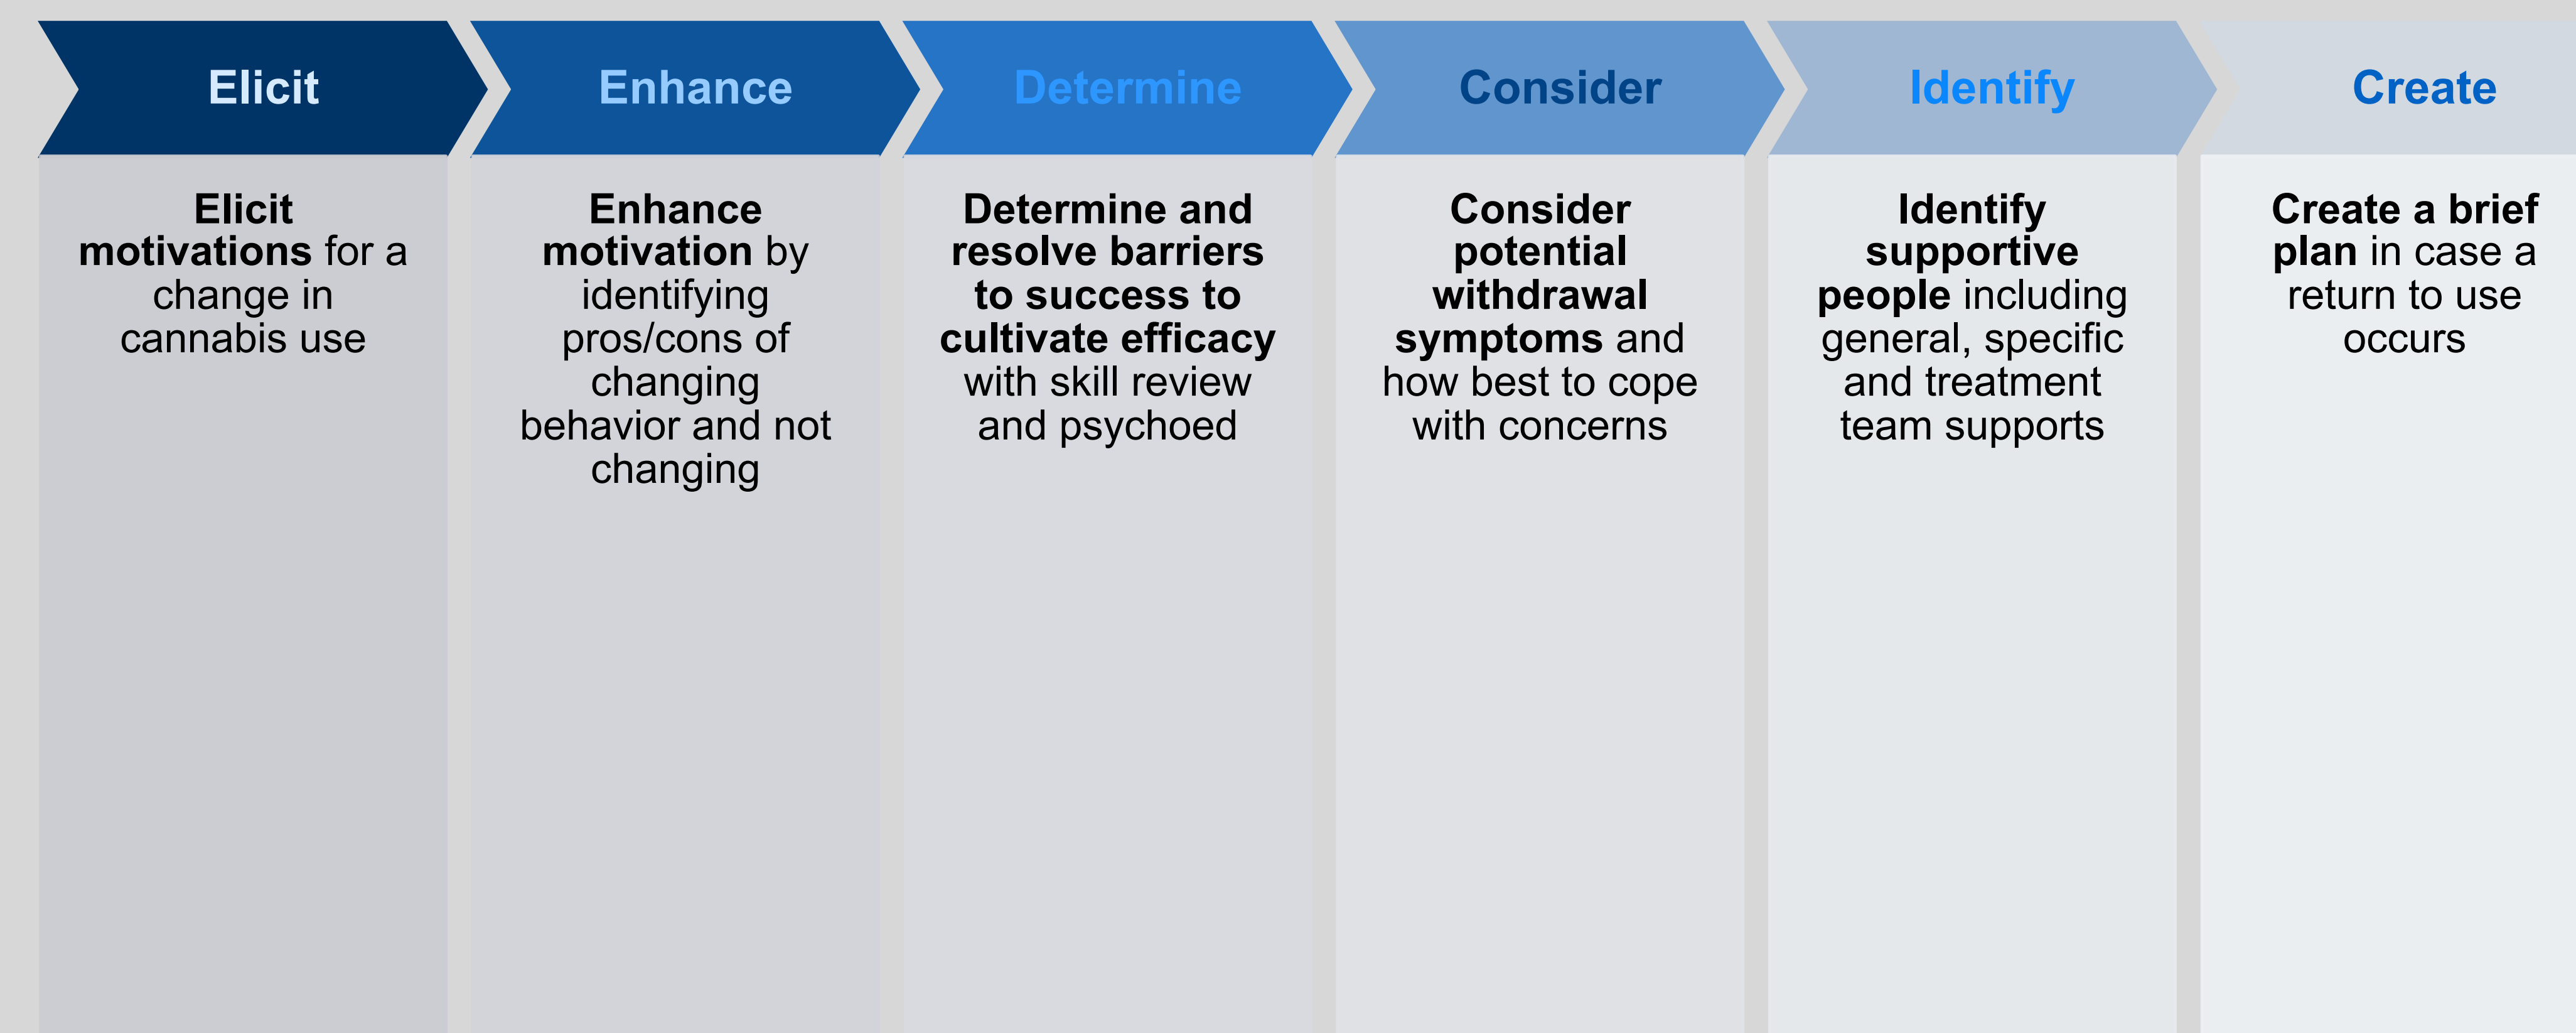 Elicit
Enhance
Determine
Consider
Identify
Create
Elicit
motivations for a
change in
cannabis use
Enhance
motivation by
identifying
pros/cons of
changing
behavior and not
changing
Determine and
resolve barriers
to success to
cultivate efficacy
with skill review
and psychoed
Consider
potential
withdrawal
symptoms and
how best to cope
with concerns
Identify
supportive
people including
general, specific
and treatment
team supports
Create a brief
plan in case a
return to use
occurs